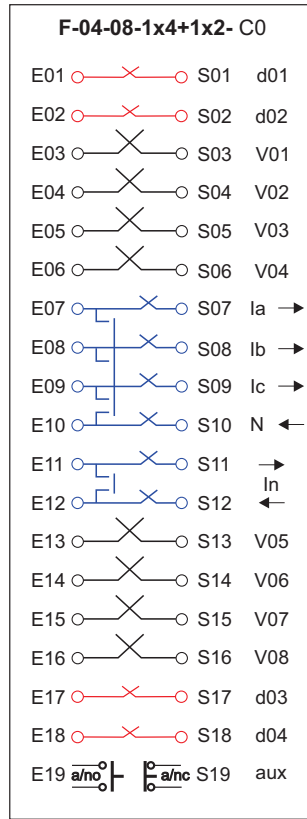 F-04-08-1x4+1x2- C0
E01 S01 d01
E02 S02 d02
E03 S03 V01
E04 S04 V02
E05 S05 V03
E06 S06 V04
E07 S07 Ia →
E08 S08 Ib →
E09 S09 Ic →
E10 S10 N ←
E11 S11 →
In
E12 S12 ←
E13 S13 V05
E14 S14 V06
E15 S15 V07
E16 S16 V08
E17 S17 d03
E18 S18 d04
E19 a/no a/nc S19 aux